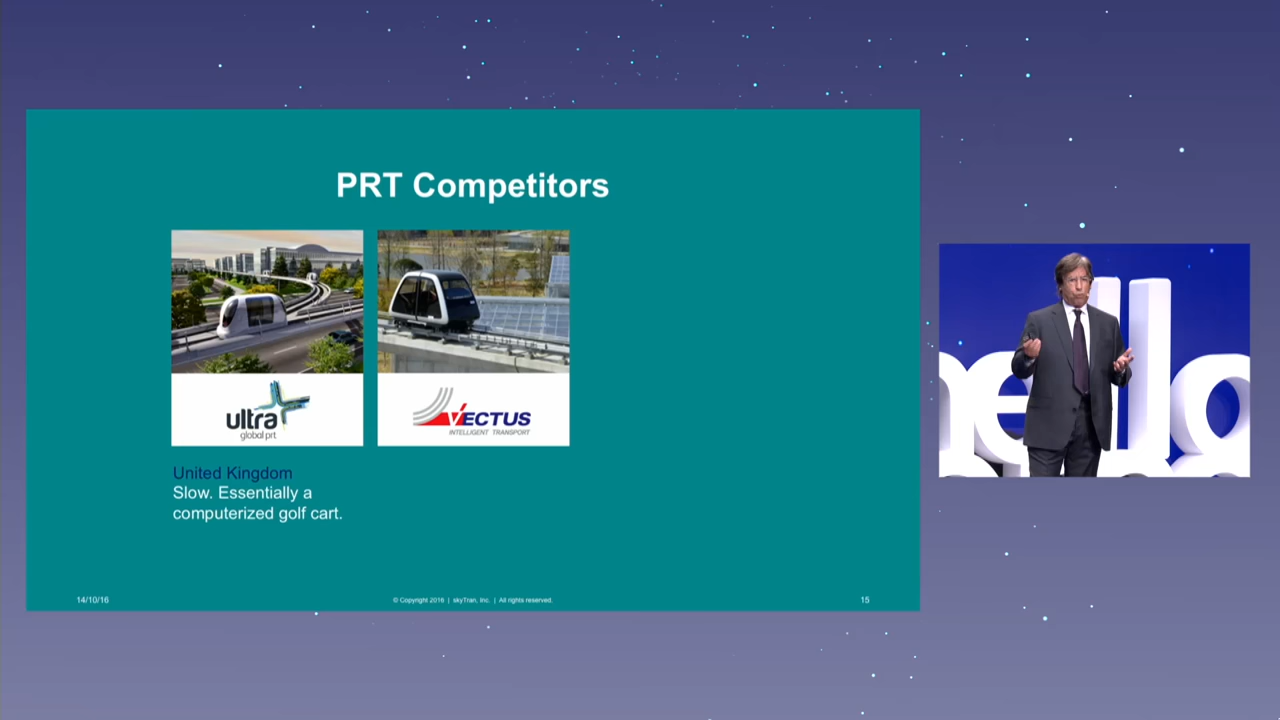 PRT Competitors
ultra
global prt
VECTUS
INTELLIGENT TRANSPORT
United Kingdom
Slow. Essentially a
computerized golf cart.
14/10/16
© Copyright 2016 | skyTran, Inc. | All rights reserved.
15
hello